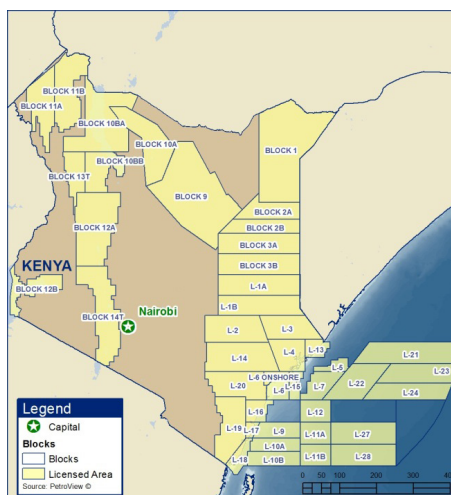 BLOCK 11B
BLOCK 11A
BLOCK 10BA
BLOCK 10A
BLOCK 1
BLOCK 10BB
BLOCK 13T
BLOCK 9
BLOCK 2A
BLOCK 12A
BLOCK 2B
BLOCK 3A
KENYA
BLOCK 3B
BLOCK 12B
L-1A
L-1B
Nairobi
BLOCK 14T
L-2
L-3
L-4
L-13
L-14
L-21
L-5
L-23
L-6 ONSHORE
L-20
L-6
L-15
L-7
L-22
L-24
L-16
L-12
L-19
L-17
L-9
L-11A
L-27
L-10A
L-18
L-10B
L-11B
L-28
Legend
Capital
Blocks
Blocks
Licensed Area
Source: PetroView ©
0 50 100 200 300 400